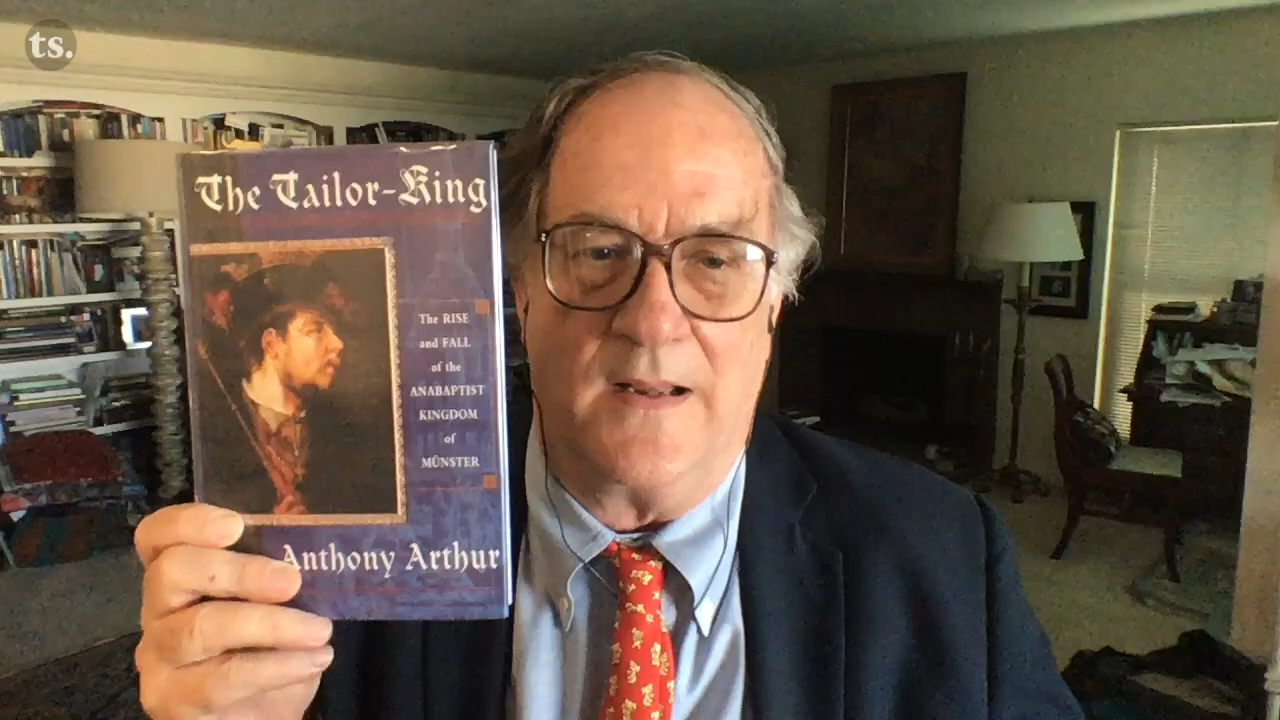 ts.
The Tailor-King
The RISE
and FALL
of the
ANABAPTIST
KINGDOM
of
MÜNSTER
Anthony Arthur